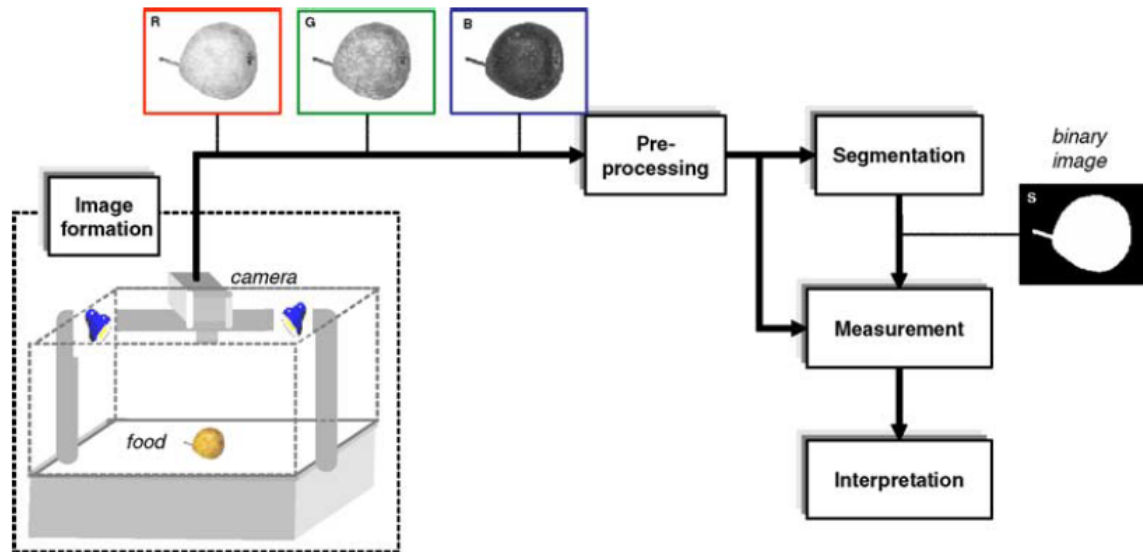 R
G
B
Pre-
processing
Segmentation
binary
image
S
Image
formation
camera
Measurement
food
Interpretation